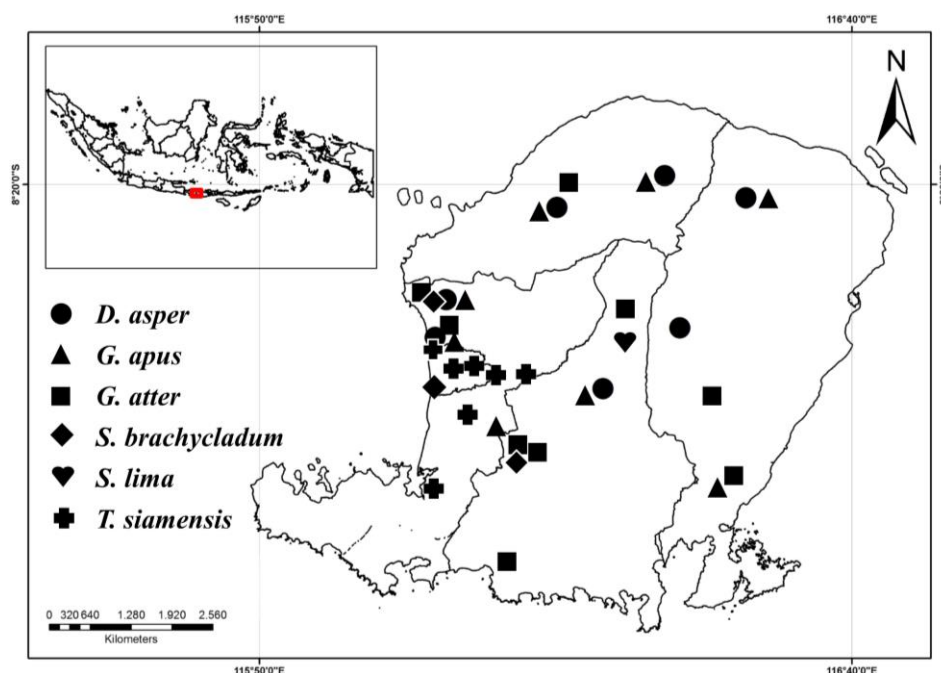 115°50'0"E 116°40'0"E
N
8°20'0"S
D. asper
G. apus
G. atter
S. brachycladum
S. lima
T. siamensis
0 320 640 1.280 1.920 2.560
Kilometers
115°50'0"E 116°40'0"E